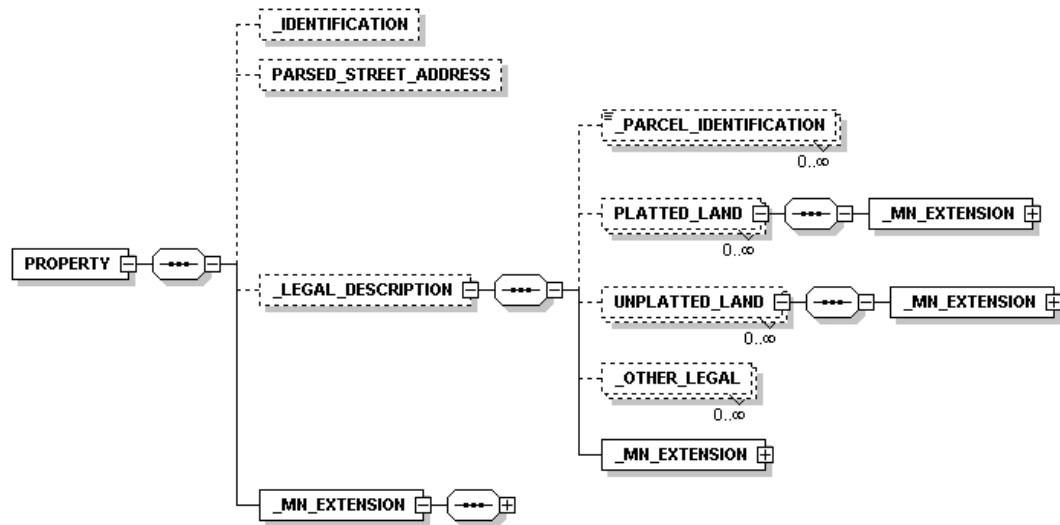 _IDENTIFICATION
PARSED_STREET_ADDRESS
_PARCEL_IDENTIFICATION
0..∞
PLATTED_LAND
_MN_EXTENSION
0..∞
PROPERTY
_LEGAL_DESCRIPTION
UNPLATTED_LAND
_MN_EXTENSION
0..∞
_OTHER_LEGAL
0..∞
_MN_EXTENSION
_MN_EXTENSION